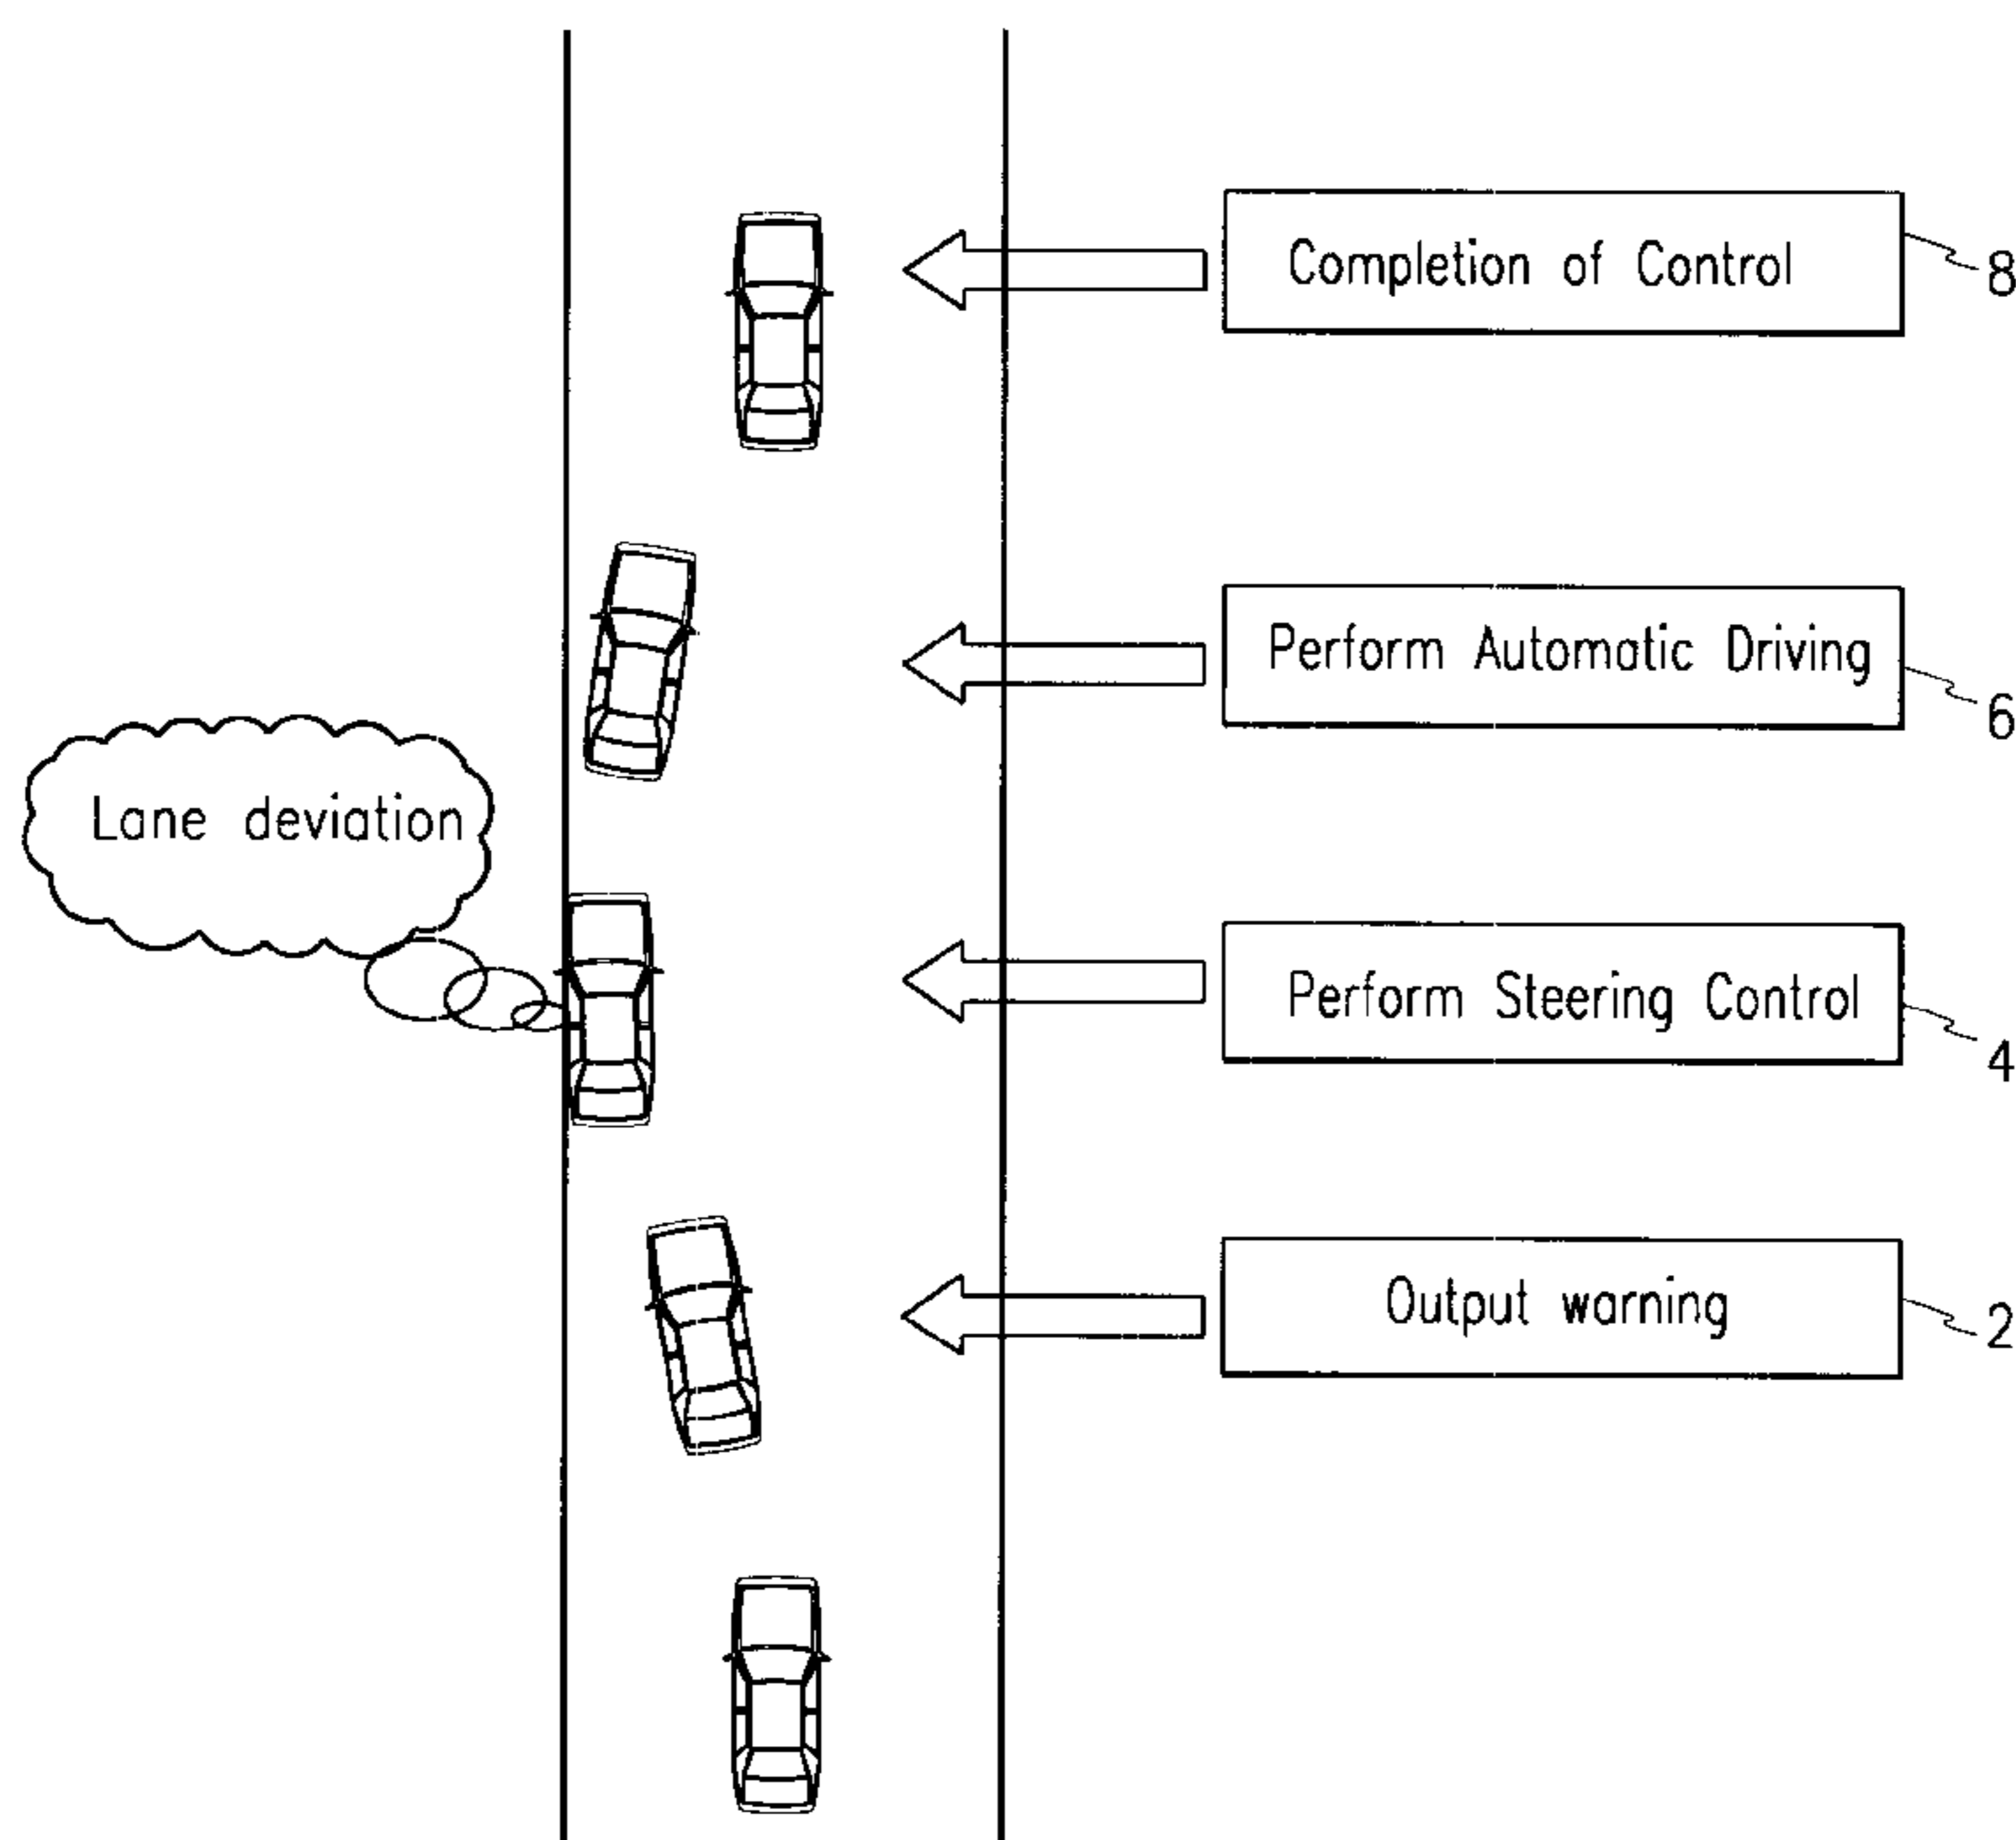 Completion of Control
8
Perform Automatic Driving
6
Lane deviation
Perform Steering Control
4
Output warning
2